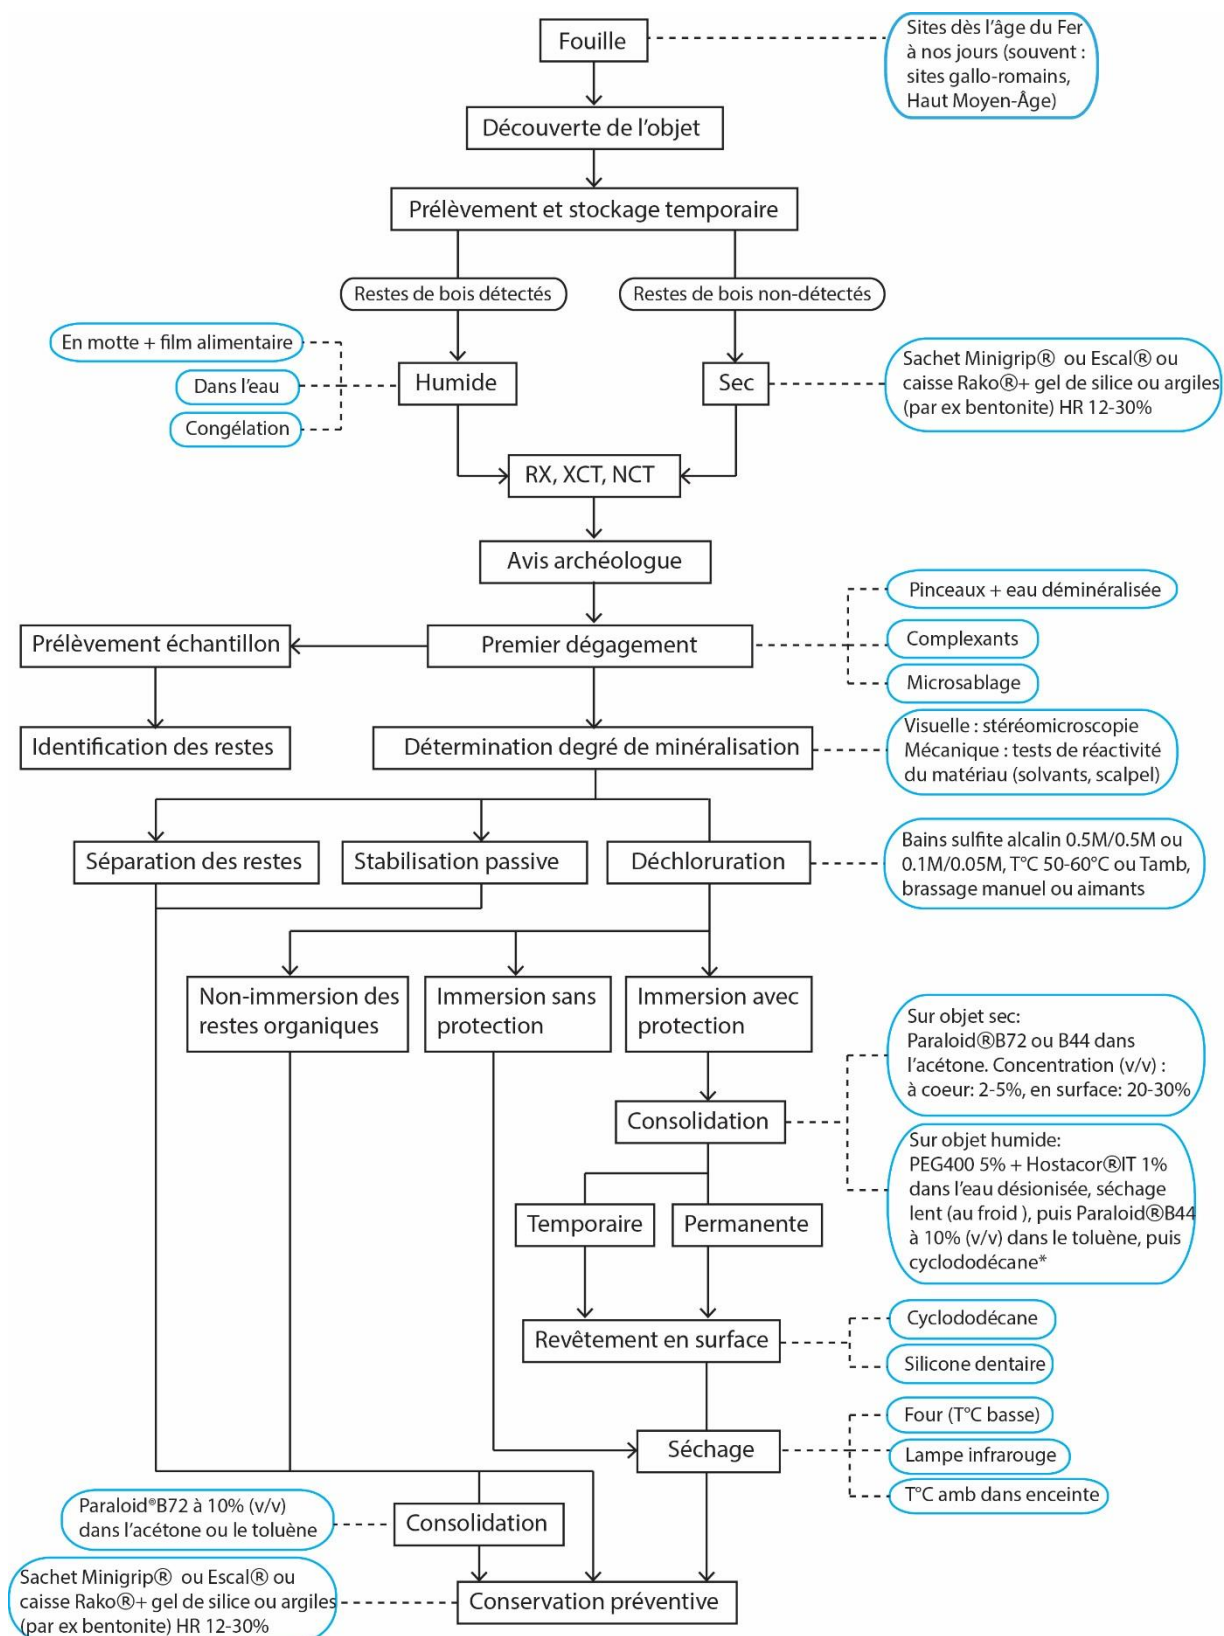 Fouille
Sites dès l'âge du Fer
à nos jours (souvent :
sites gallo-romains,
Haut Moyen-Âge)
Découverte de l'objet
Prélèvement et stockage temporaire
Restes de bois détectés
Restes de bois non-détectés
En motte + film alimentaire
Dans l'eau
Congélation
Humide
Sec
Sachet Minigrip® ou Escal® ou
caisse Rako®+ gel de silice ou argiles
(par ex bentonite) HR 12-30%
RX, XCT, NCT
Avis archéologue
Pinceaux + eau déminéralisée
Complexants
Microsablage
Prélèvement échantillon
Premier dégagement
Identification des restes
Détermination degré de minéralisation
Visuelle : stéréomicroscopie
Mécanique : tests de réactivité
du matériau (solvants, scalpel)
Séparation des restes
Stabilisation passive
Déchloruration
Bains sulfite alcalin 0.5M/0.5M ou
0.1M/0.05M, T°C 50-60°C ou Tamb,
brassage manuel ou aimants
Non-immersion des
restes organiques
Immersion sans
protection
Immersion avec
protection
Sur objet sec:
Paraloid®B72 ou B44 dans
l'acétone. Concentration (v/v) :
à coeur: 2-5%, en surface: 20-30%
Consolidation
Sur objet humide:
PEG400 5% + Hostacor®IT 1%
dans l'eau désionisée, séchage
lent (au froid ), puis Paraloid®B44
à 10% (v/v) dans le toluène, puis
cyclododécane*
Temporaire
Permanente
Revêtement en surface
Cyclododécane
Silicone dentaire
Séchage
Four (T°C basse)
Lampe infrarouge
T°C amb dans enceinte
Paraloid®B72 à 10% (v/v)
dans l'acétone ou le toluène
Consolidation
Sachet Minigrip® ou Escal® ou
caisse Rako®+ gel de silice ou argiles
(par ex bentonite) HR 12-30%
Conservation préventive